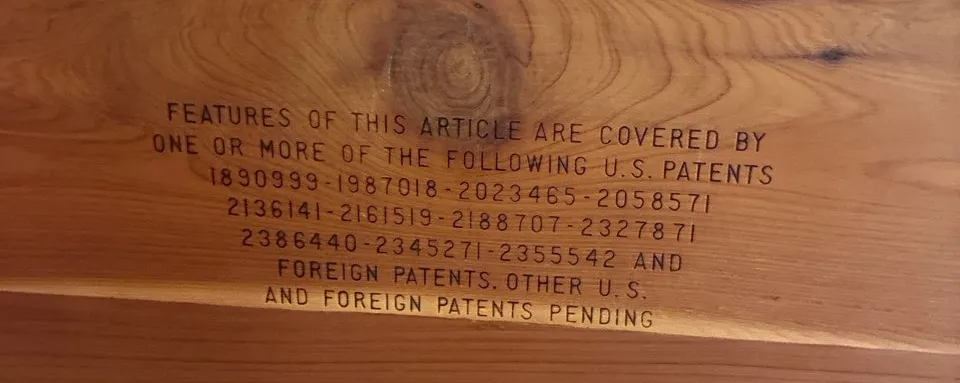 FEATURES OF THIS ARTICLE ARE COVERED BY
ONE OR MORE OF THE FOLLOWING U.S. PATENTS
1890999-1987018-2023465-2058571
2136141-2161519-2188707-2327871
2386440-2345271-2355542 AND
FOREIGN PATENTS. OTHER U.S.
AND FOREIGN PATENTS PENDING